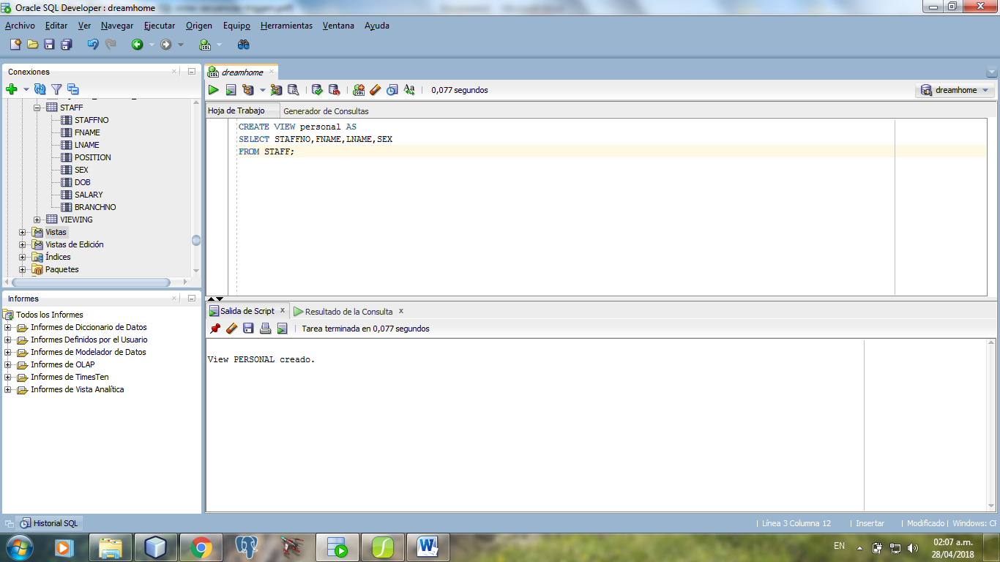 Oracle SQL Developer : dreamhome
Archivo Editar Ver Navegar Ejecutar Origen Equipo Herramientas Ventana Ayuda
Conexiones
STAFF
STAFFNO
FNAME
LNAME
POSITION
SEX
DOB
SALARY
BRANCHNO
VIEWING
Vistas
Vistas de Edición
Índices
Paquetes
Informes
Todos los Informes
Informes de Diccionario de Datos
Informes Definidos por el Usuario
Informes de Modelador de Datos
Informes de OLAP
Informes de TimesTen
Informes de Vista Analítica
dreamhome
0,077 segundos
dreamhome
Hoja de Trabajo Generador de Consultas
CREATE VIEW personal AS
SELECT STAFFNO,FNAME,LNAME,SEX
FROM STAFF;
Salida de Script x Resultado de la Consulta x
Tarea terminada en 0,077 segundos
View PERSONAL creado.
Historial SQL
Línea 3 Columna 12 Insertar Modificado Windows: CF
EN
02:07 a.m.
28/04/2018